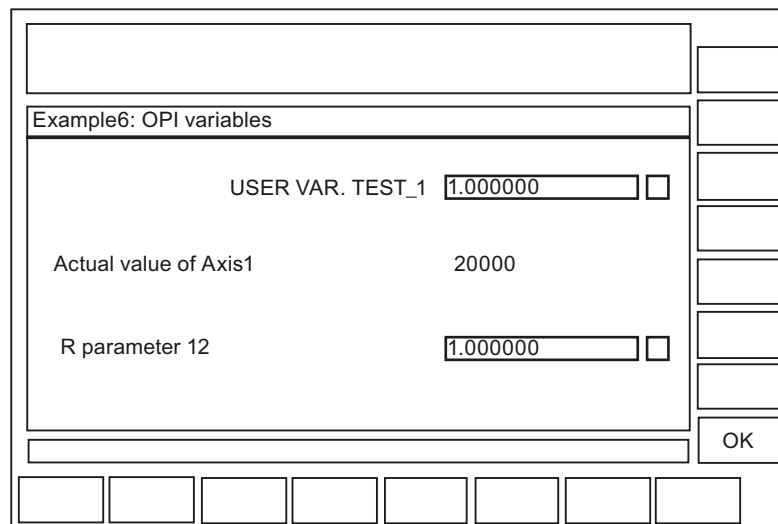 Example6: OPI variables
USER VAR. TEST_1 1.000000
Actual value of Axis1 20000
R parameter 12 1.000000
OK